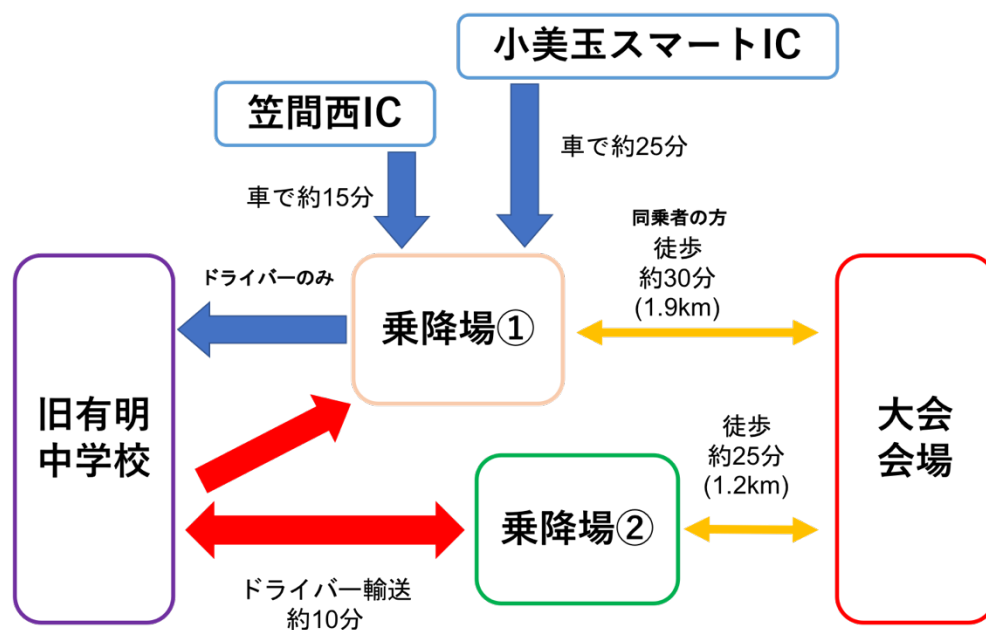 小美玉スマートIC
笠間西IC
車で約25分
車で約15分
同乗者の方
徒歩
約30分
(1.9km)
ドライバーのみ
乗降場①
旧有明
中学校
大会
会場
徒歩
約25分
(1.2km)
乗降場②
ドライバー輸送
約10分